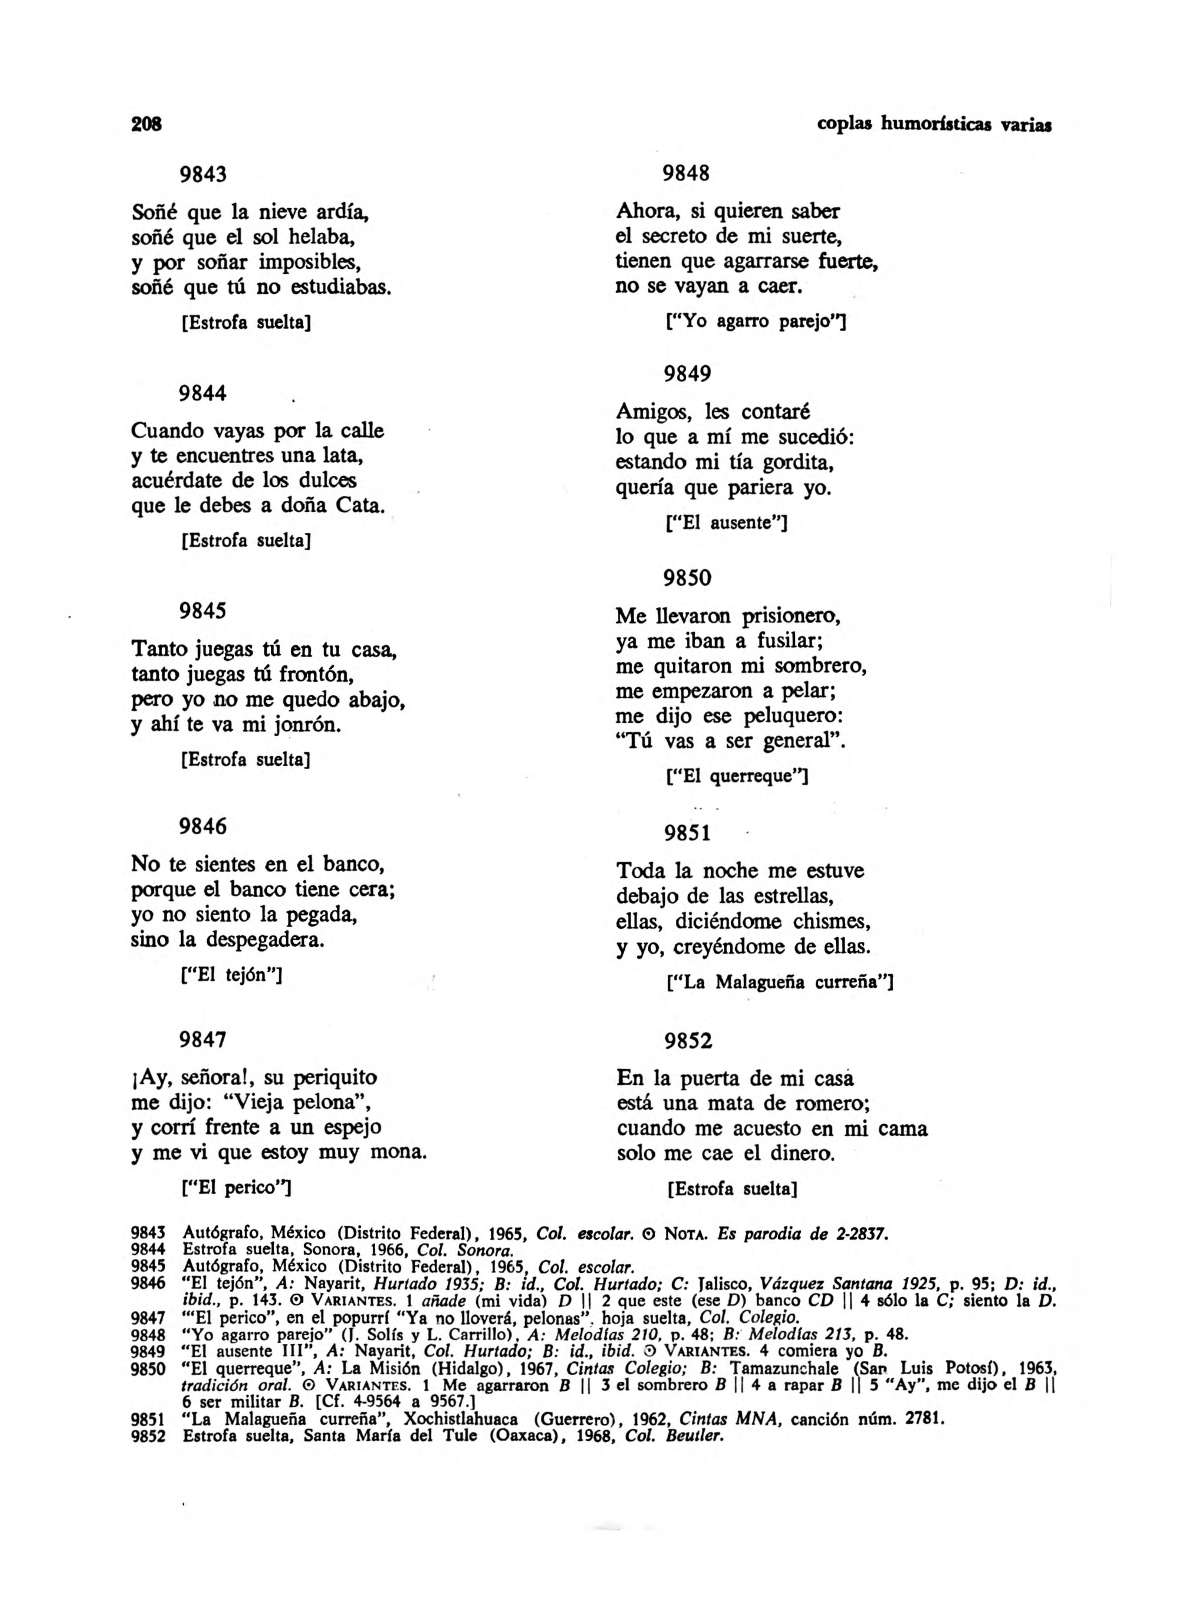 208
coplas humorísticas varias
9843
Soñé que la nieve ardía,
soñé que el sol helaba,
y por soñar imposibles,
soñé que tú no estudiabas.
[Estrofa suelta]
9844
Cuando vayas por la calle
y te encuentres una lata,
acuérdate de los dulces
que le debes a doña Cata.
[Estrofa suelta]
9845
Tanto juegas tú en tu casa,
tanto juegas tú frontón,
pero yo no me quedo abajo,
y ahí te va mi jonrón.
[Estrofa suelta]
9846
No te sientes en el banco,
porque el banco tiene cera;
yo no siento la pegada,
sino la despegadera.
["El tejón"]
9847
¡Ay, señora!, su periquito
me dijo: "Vieja pelona",
y corrí frente a un espejo
y me vi que estoy muy mona.
["El perico"]
9848
Ahora, si quieren saber
el secreto de mi suerte,
tienen que agarrarse fuerte,
no se vayan a caer.
["Yo agarro parejo"]
9849
Amigos, les contaré
lo que a mí me sucedió:
estando mi tía gordita,
quería que pariera yo.
["El ausente"]
9850
Me llevaron prisionero,
ya me iban a fusilar;
me quitaron mi sombrero,
me empezaron a pelar;
me dijo ese peluquero:
"Tú vas a ser general".
["El querreque"]
9851
Toda la noche me estuve
debajo de las estrellas,
ellas, diciéndome chismes,
y yo, creyéndome de ellas.
["La Malagueña curreña"]
9852
En la puerta de mi casa
está una mata de romero;
cuando me acuesto en mi cama
solo me cae el dinero.
[Estrofa suelta]
9843 Autógrafo, México (Distrito Federal), 1965, Col. escolar. ⊙ NOTA. Es parodia de 2-2837.
9844 Estrofa suelta, Sonora, 1966, Col. Sonora.
9845 Autógrafo, México (Distrito Federal), 1965, Col. escolar.
9846 "El tejón", A: Nayarit, Hurtado 1935; B: id., Col. Hurtado; C: Jalisco, Vázquez Santana 1925, p. 95; D: id.,
ibid., p. 143. ⊙ VARIANTES. 1 añade (mi vida) D || 2 que este (ese D) banco CD || 4 sólo la C; siento la D.
9847 "'El perico", en el popurrí "Ya no lloverá, pelonas", hoja suelta, Col. Colegio.
9848 "Yo agarro parejo" (J. Solís y L. Carrillo), A: Melodías 210, p. 48; B: Melodías 213, p. 48.
9849 "El ausente III", A: Nayarit, Col. Hurtado; B: id., ibid. ⊙ VARIANTES. 4 comiera yo B.
9850 "El querreque", A: La Misión (Hidalgo), 1967, Cintas Colegio; B: Tamazunchale (San Luis Potosí), 1963,
tradición oral. ⊙ VARIANTES. 1 Me agarraron B || 3 el sombrero B || 4 a rapar B || 5 "Ay", me dijo el B ||
6 ser militar B. [Cf. 4-9564 a 9567.]
9851 "La Malagueña curreña", Xochistlahuaca (Guerrero), 1962, Cintas MNA, canción núm. 2781.
9852 Estrofa suelta, Santa María del Tule (Oaxaca), 1968, Col. Beutler.